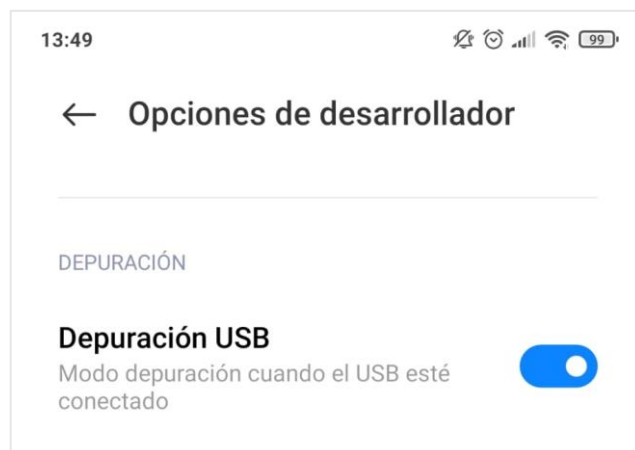 13:49
99
Opciones de desarrollador
DEPURACIÓN
Depuración USB
Modo depuración cuando el USB esté
conectado